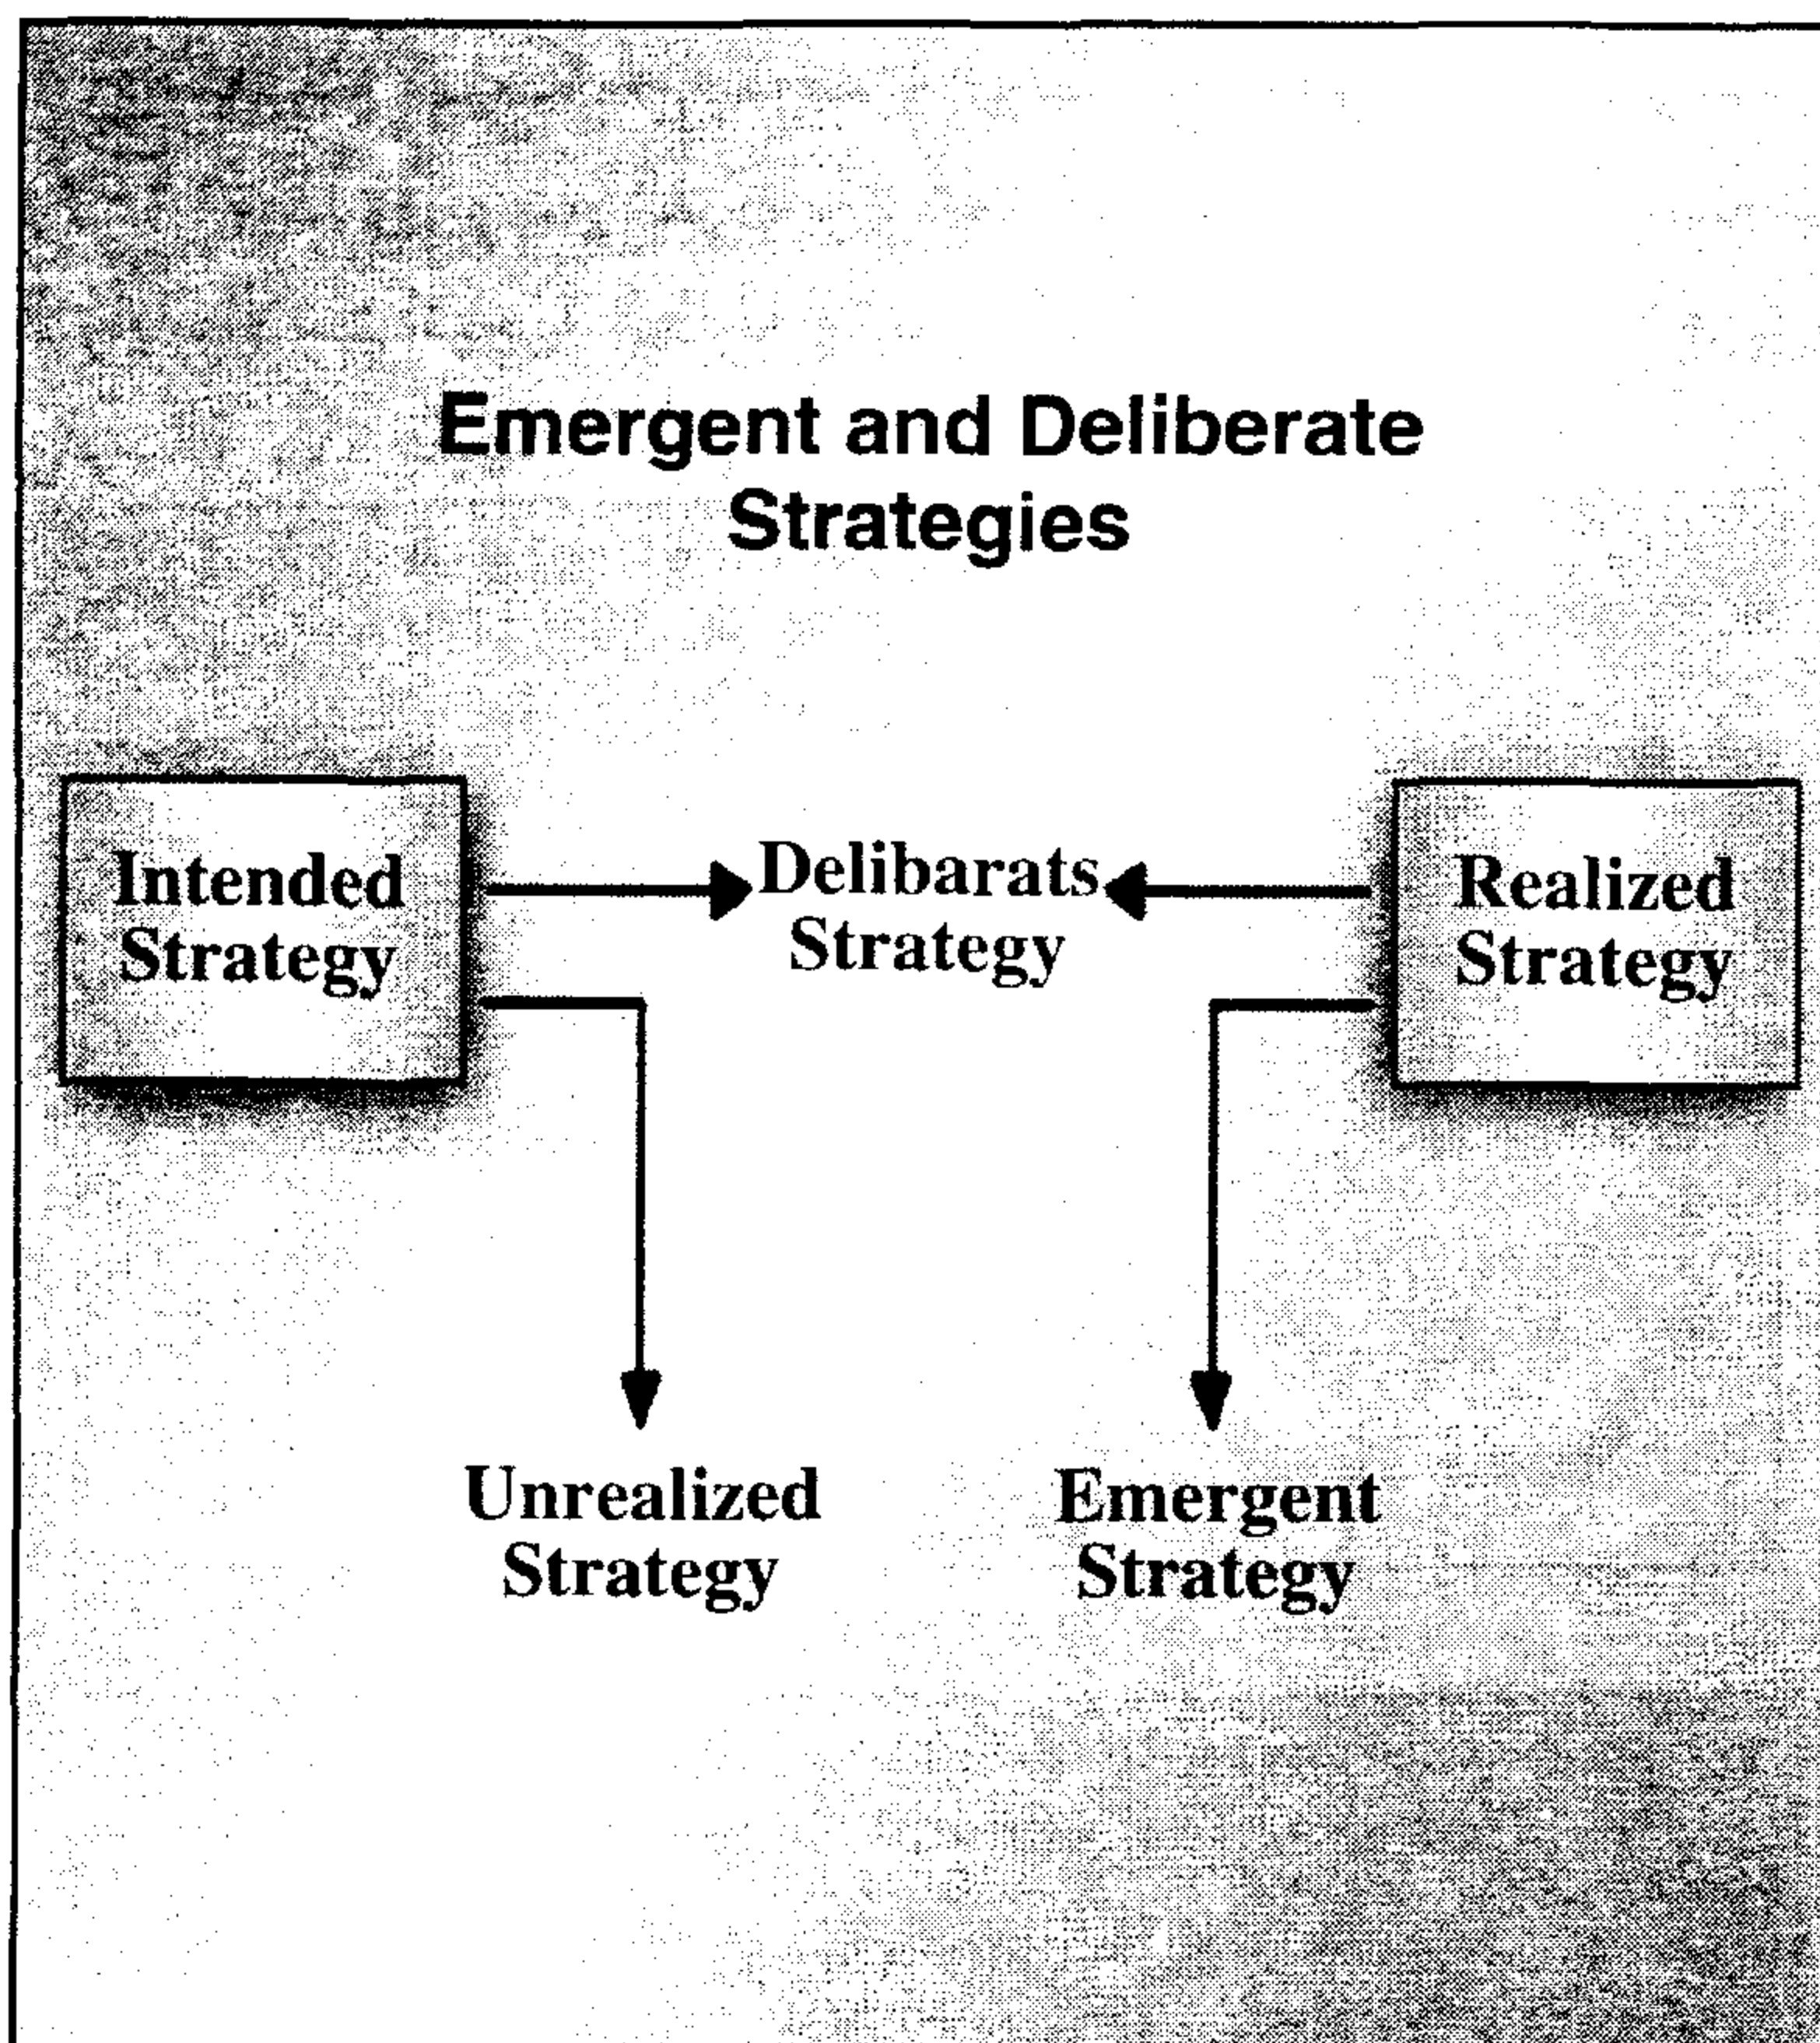 Emergent and Deliberate
Strategies
Intended
Strategy
Delibarats
Strategy
Realized
Strategy
Unrealized
Strategy
Emergent
Strategy